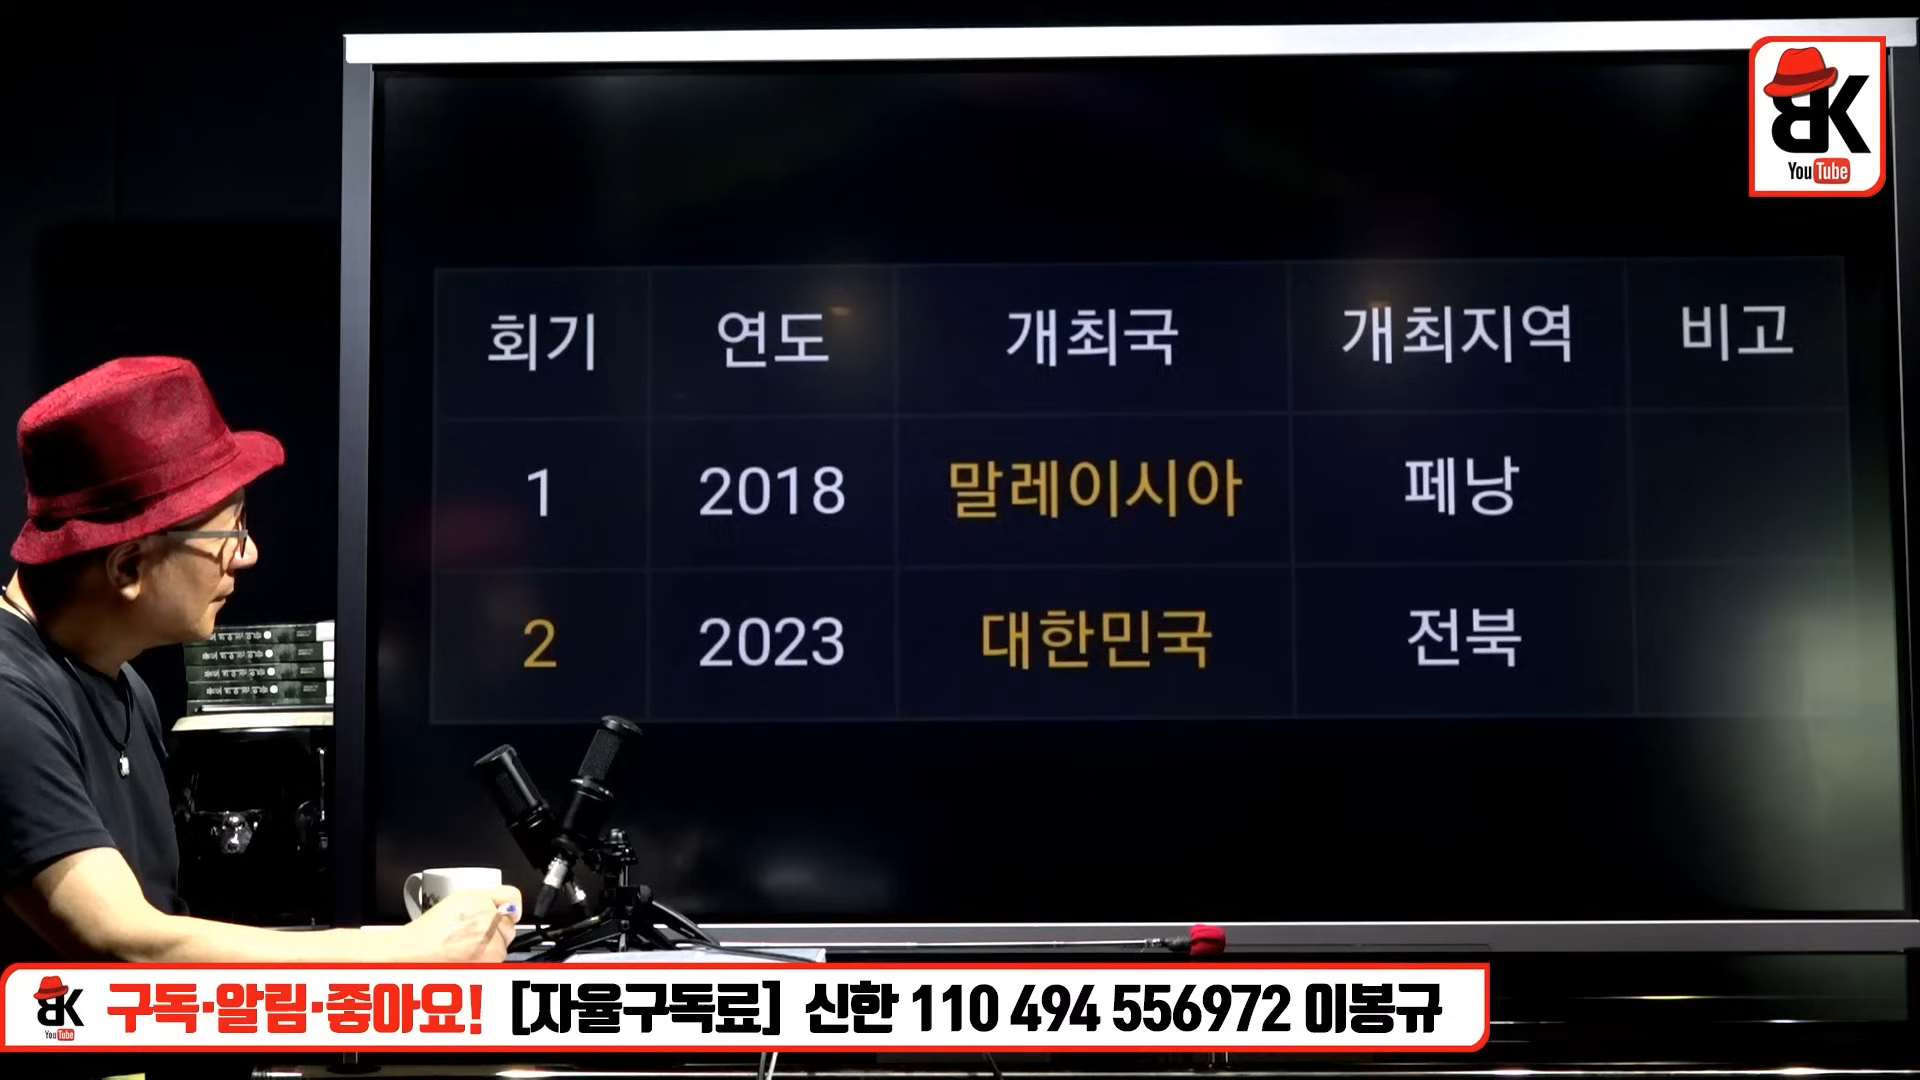 BK
YouTube
회기 연도 개최국 개최지역 비고
1 2018 말레이시아 페낭
2 2023 대한민국 전북
BK YouTube 구독·알림·좋아요! [자율구독료] 신한 110 494 556972 이봉규